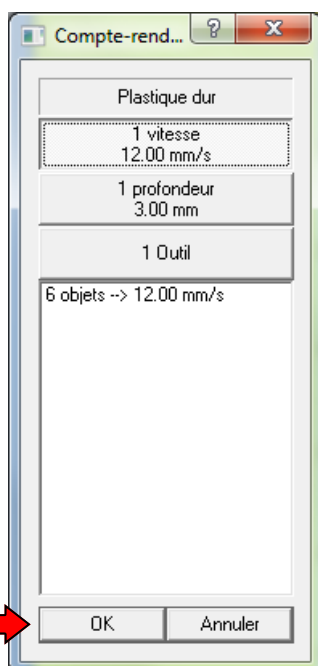 Compte-rend...
Plastique dur
1 vitesse
12.00 mm/s
1 profondeur
3.00 mm
1 Outil
6 objets --> 12.00 mm/s
OK
Annuler